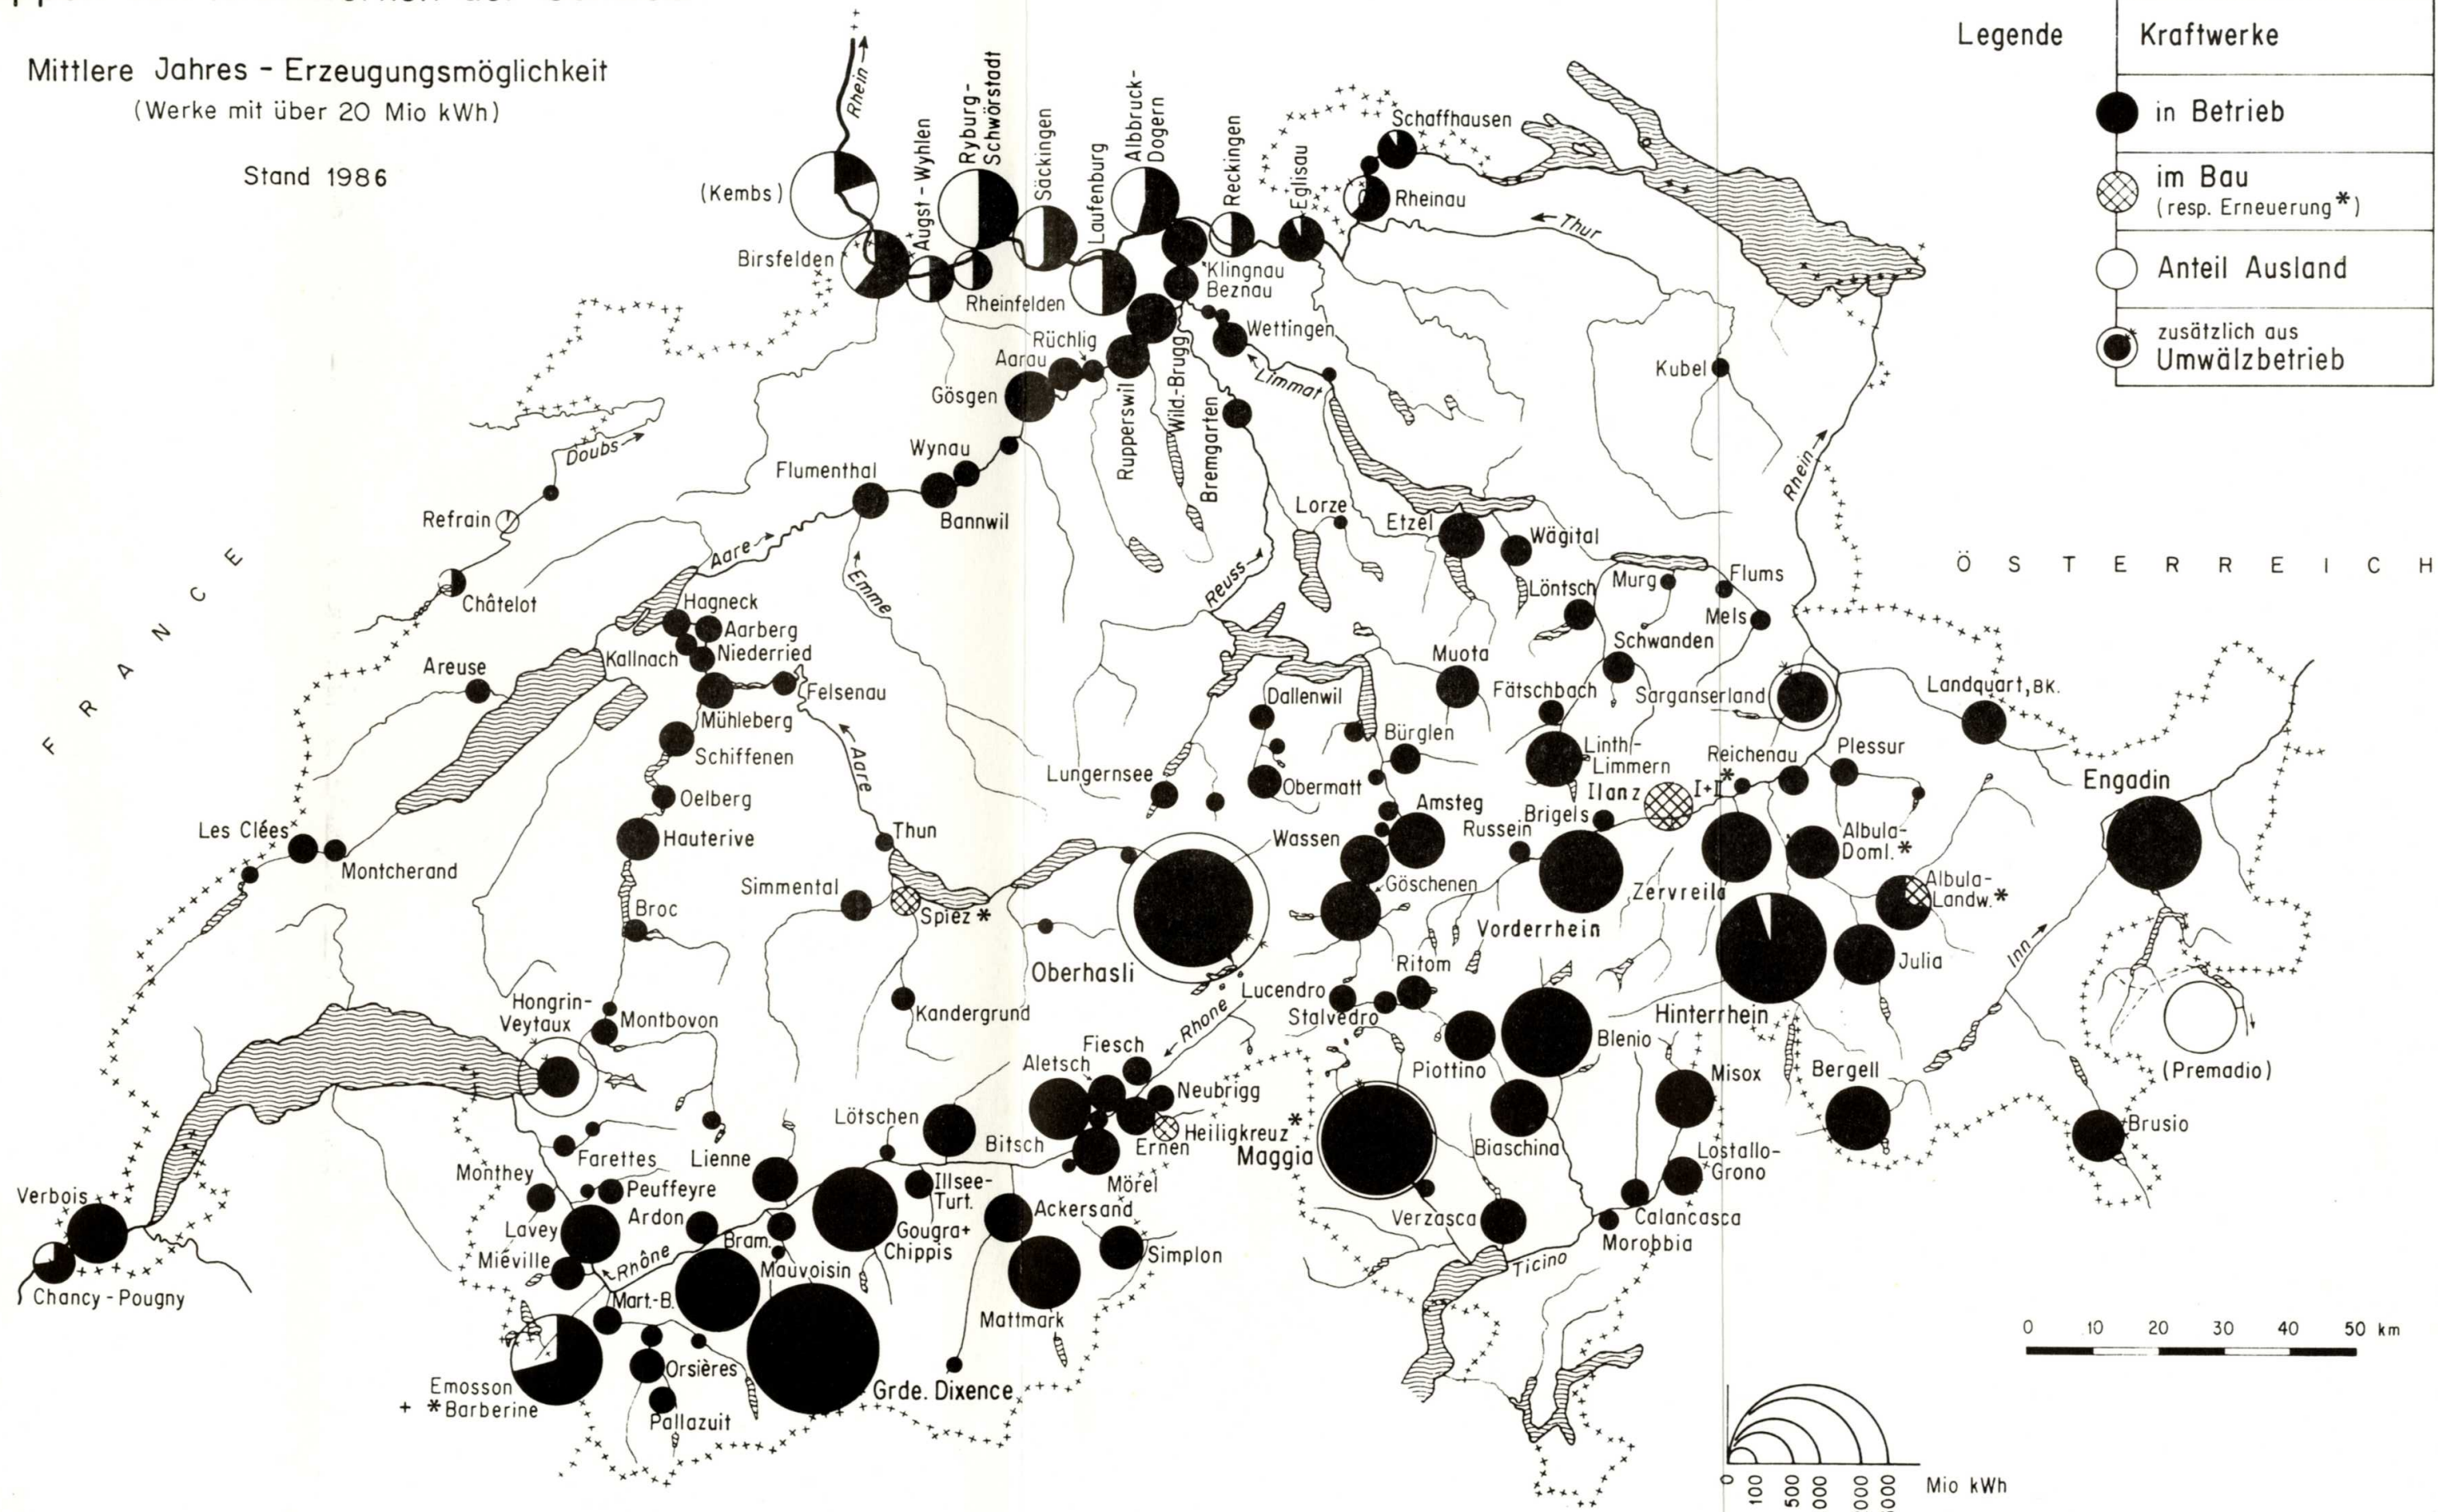 Mittlere Jahres - Erzeugungsmöglichkeit
(Werke mit über 20 Mio kWh)
Stand 1986
Legende
Kraftwerke
in Betrieb
im Bau
(resp. Erneuerung*)
Anteil Ausland
zusätzlich aus
Umwälzbetrieb
Rhein
(Kembs)
Birsfelden
Augst - Wyhlen
Ryburg-
Schwörstadt
Säckingen
Laufenburg
Albbruck-
Dogern
Reckingen
Eglisau
Schaffhausen
Rheinau
Thur
Rheinfelden
Klingnau
Beznau
Wettingen
Limmat
Rüchlig
Aarau
Gösgen
Rupperswil
Wild.-Brugg
Bremgarten
Kubel
Rhein
Doubs
Wynau
Flumenthal
Bannwil
Refrain
Châtelot
Aare
Emme
Reuss
Lorze
Etzel
Wägital
FRANCE
ÖSTERREICH
Hagneck
Aarberg
Kallnach
Niederried
Felsenau
Mühleberg
Areuse
Schiffenen
Aare
Oelberg
Hauterive
Les Clées
Montcherand
Löntsch
Murg
Flums
Mels
Schwanden
Muota
Fätschbach
Sarganserland
Landquart, BK.
Dallenwil
Bürglen
Linth-
Limmern
Reichenau
Plessur
Engadin
Lungernsee
Obermatt
Ilanz
I+II*
Amsteg
Brigels
Russein
Wassen
Albula-
Doml.*
Thun
Simmental
Spiez *
Broc
Göschenen
Zervreila
Albula-
Landw.*
Vorderrhein
Inn
Julia
Oberhasli
Ritom
Hongrin-
Veytaux
Montbovon
Kandergrund
Lucendro
Stalvedro
Rhone
Hinterrhein
Blenio
Piottino
Fiesch
Aletsch
Neubrigg
Misox
Bergell
(Premadio)
Brusio
Lötschen
Bitsch
Ernen
Heiligkreuz*
Maggia
Biaschina
Lostallo-
Grono
Farettes
Lienne
Monthey
Peuffeyre
Illsee-
Turt.
Mörel
Ackersand
Verbois
Lavey
Ardon
Bram.
Gougra+
Chippis
Simplon
Verzasca
Calancasca
Morobbia
Miéville
Rhône
Mauvoisin
Ticino
Chancy - Pougny
Mart.-B.
Mattmark
Orsières
Grde. Dixence
Emosson
+ *Barberine
Pallazuit
0 10 20 30 40 50 km
0 100
Mio kWh